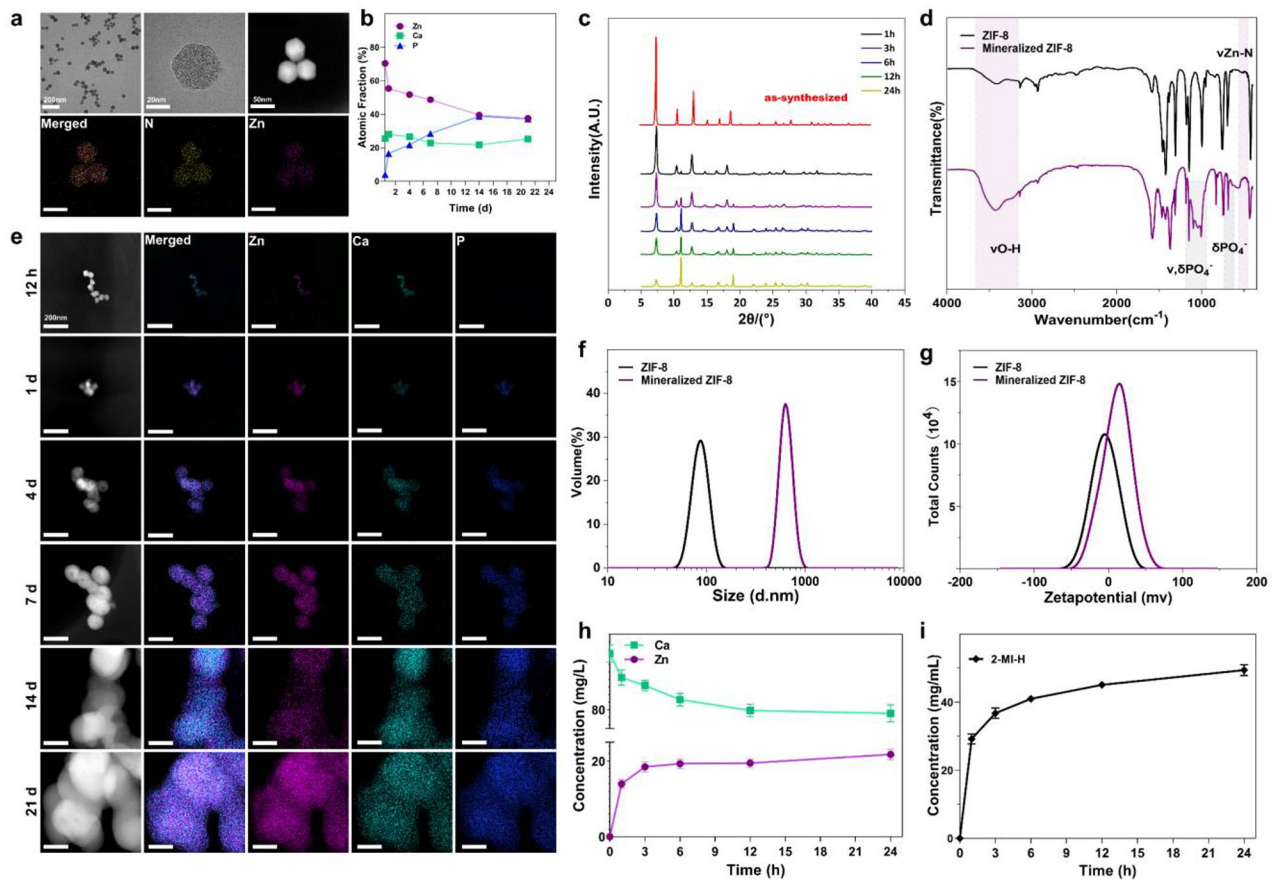 a
200nm
20nm
50nm
Merged
N
Zn
b
Zn
Ca
P
Atomic Fraction (%)
80
60
40
20
0
2 4 6 8 10 12 14 16 18 20 22 24
Time (d)
c
1h
3h
6h
12h
24h
as-synthesized
Intensity(A.U.)
0 5 10 15 20 25 30 35 40 45
2θ/(°)
d
ZIF-8
Mineralized ZIF-8
νZn-N
Transmittance(%)
νO-H
ν,δPO₄⁻
δPO₄⁻
4000 3000 2000 1000
Wavenumber(cm⁻¹)
e
Merged
Zn
Ca
P
12 h
200nm
1 d
4 d
7 d
14 d
21 d
f
ZIF-8
Mineralized ZIF-8
Volume(%)
40
30
20
10
0
10 100 1000 10000
Size (d.nm)
g
ZIF-8
Mineralized ZIF-8
Total Counts (10⁴)
15
10
5
-200 -100 0 100 200
Zetapotential (mv)
h
Ca
Zn
Concentration (mg/L)
80
20
0
0 3 6 9 12 15 18 21 24
Time (h)
i
2-MI-H
Concentration (mg/mL)
40
20
0
0 3 6 9 12 15 18 21 24
Time (h)